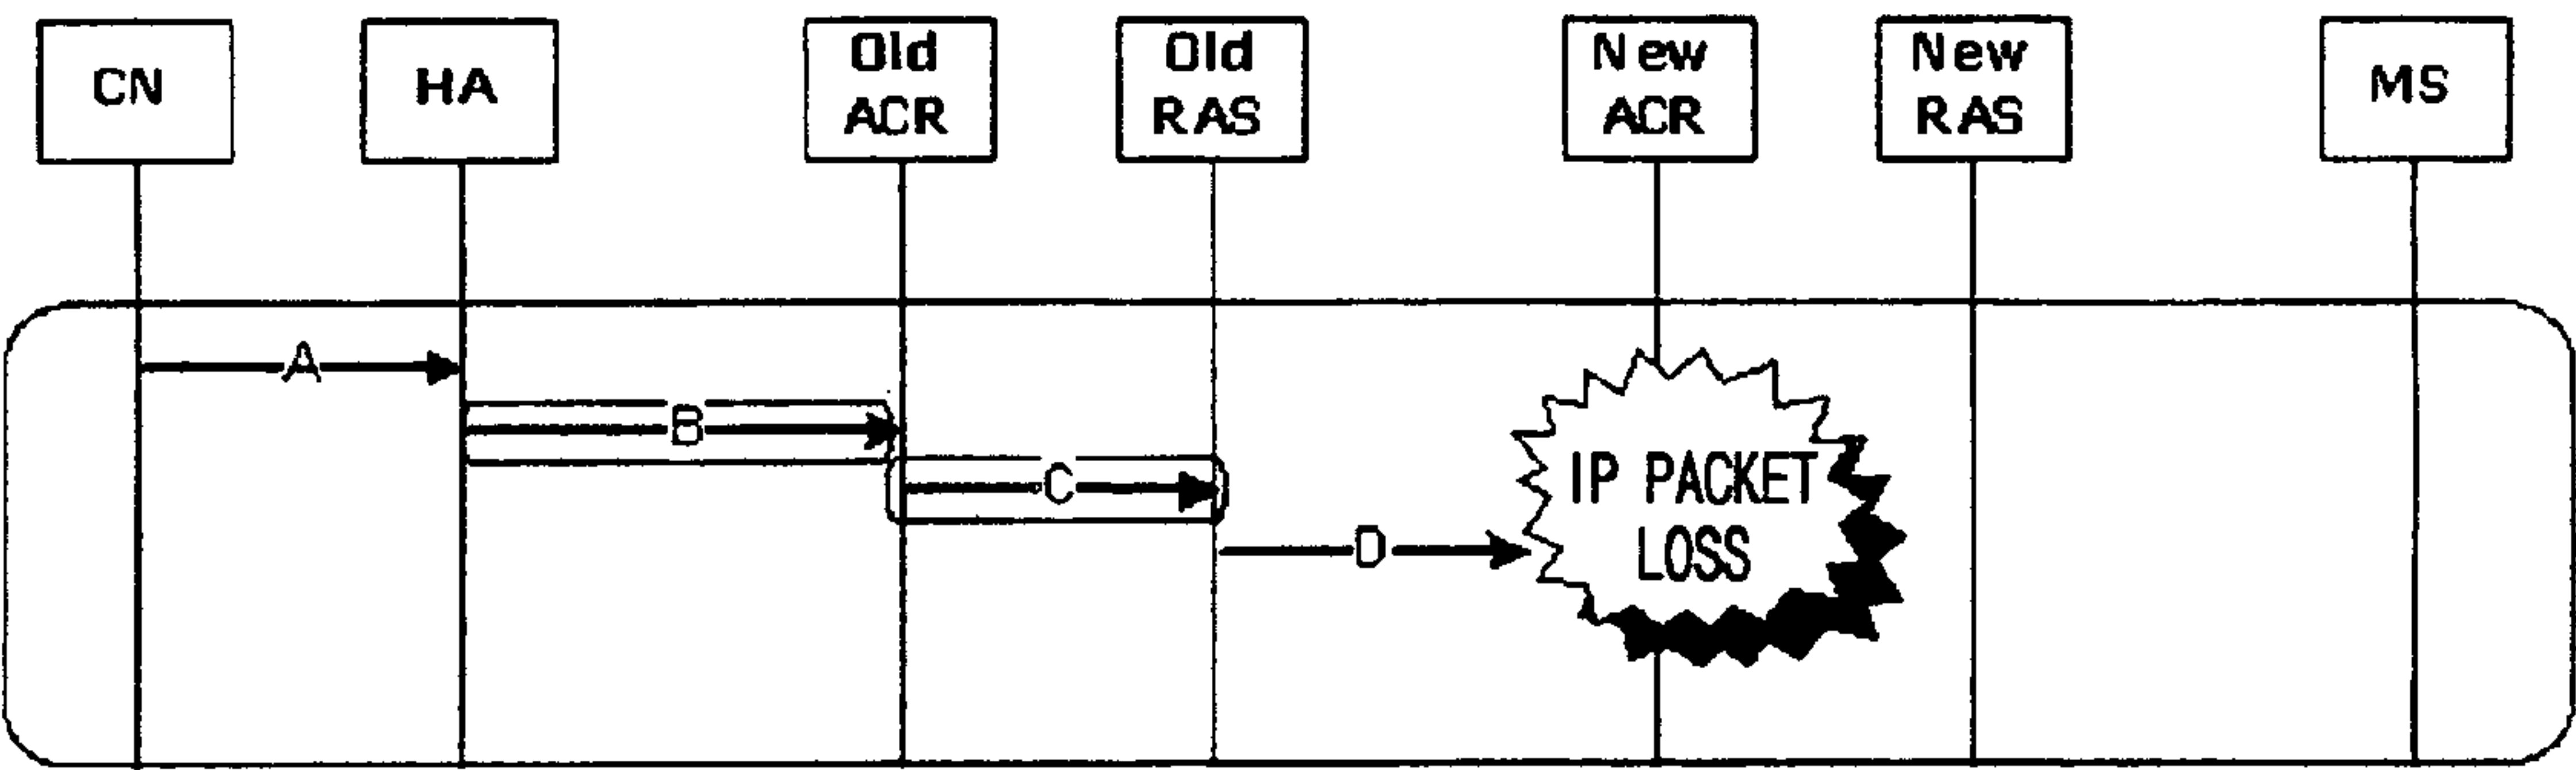 CN
HA
Old
ACR
Old
RAS
New
ACR
New
RAS
MS
A
B
C
D
IP PACKET
LOSS